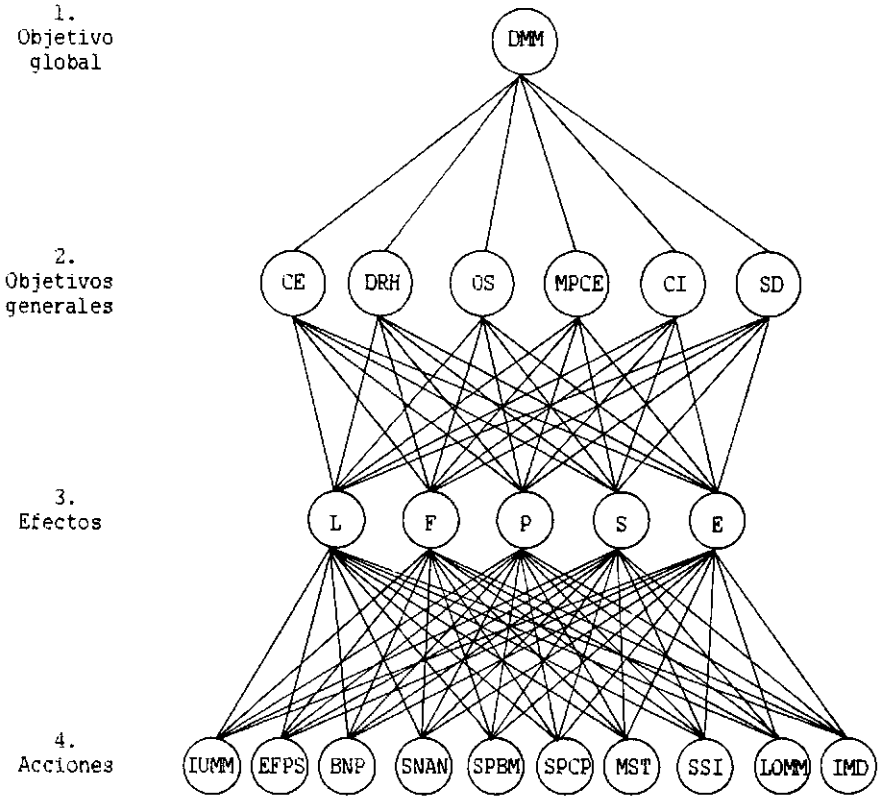 1.
Objetivo
global
DMM
2.
Objetivos
generales
CE DRH OS MPCE CI SD
3.
Efectos
L F P S E
4.
Acciones
IUMM EFPS BNP SNAN SPBM SPCP MST SSI LOMM IMD